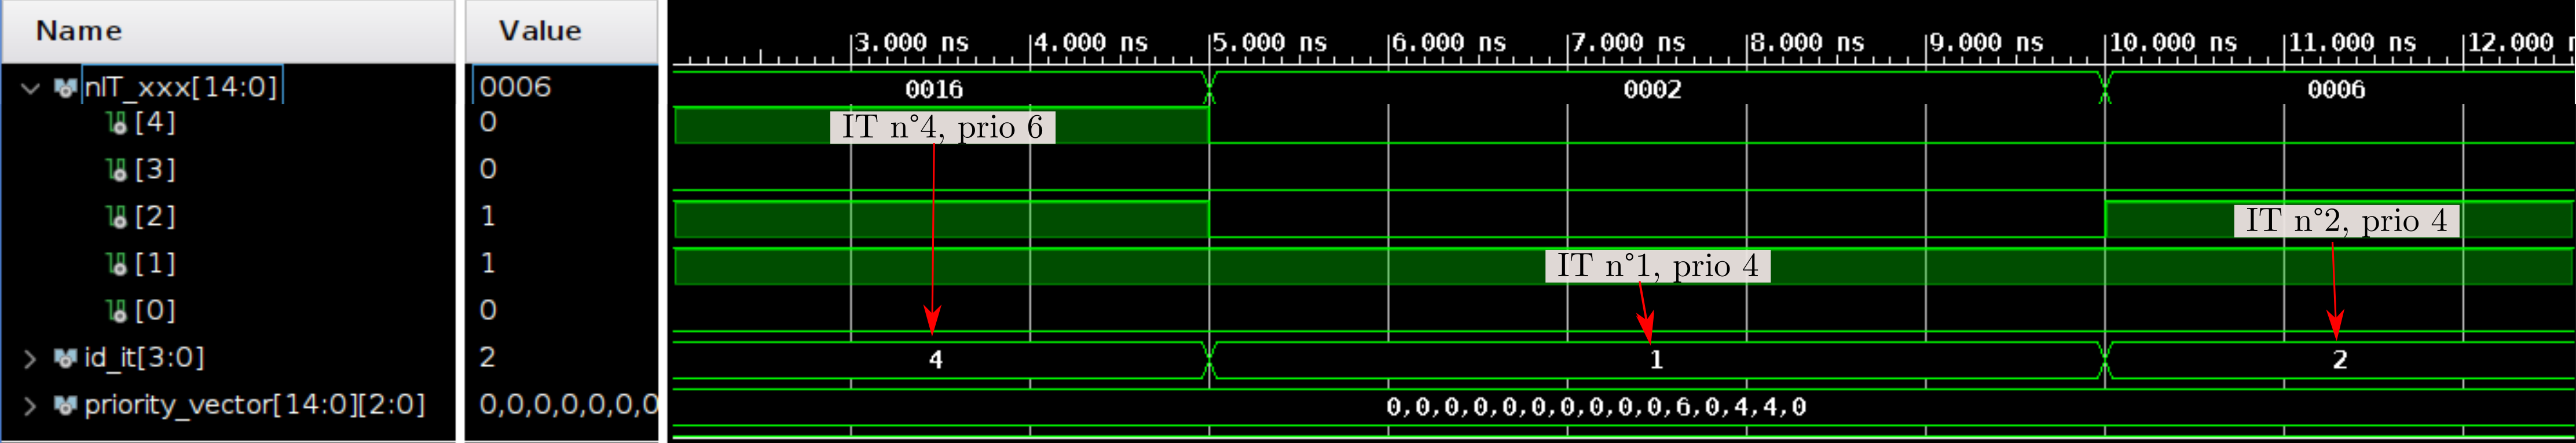 Name Value
3.000 ns 4.000 ns 5.000 ns 6.000 ns 7.000 ns 8.000 ns 9.000 ns 10.000 ns 11.000 ns 12.000 n
nIT_xxx[14:0] 0006 0016 0002 0006
[4] 0 IT n°4, prio 6
[3] 0
[2] 1 IT n°2, prio 4
[1] 1 IT n°1, prio 4
[0] 0
id_it[3:0] 2 4 1 2
priority_vector[14:0][2:0] 0,0,0,0,0,0,0 0,0,0,0,0,0,0,0,0,0,6,0,4,4,0